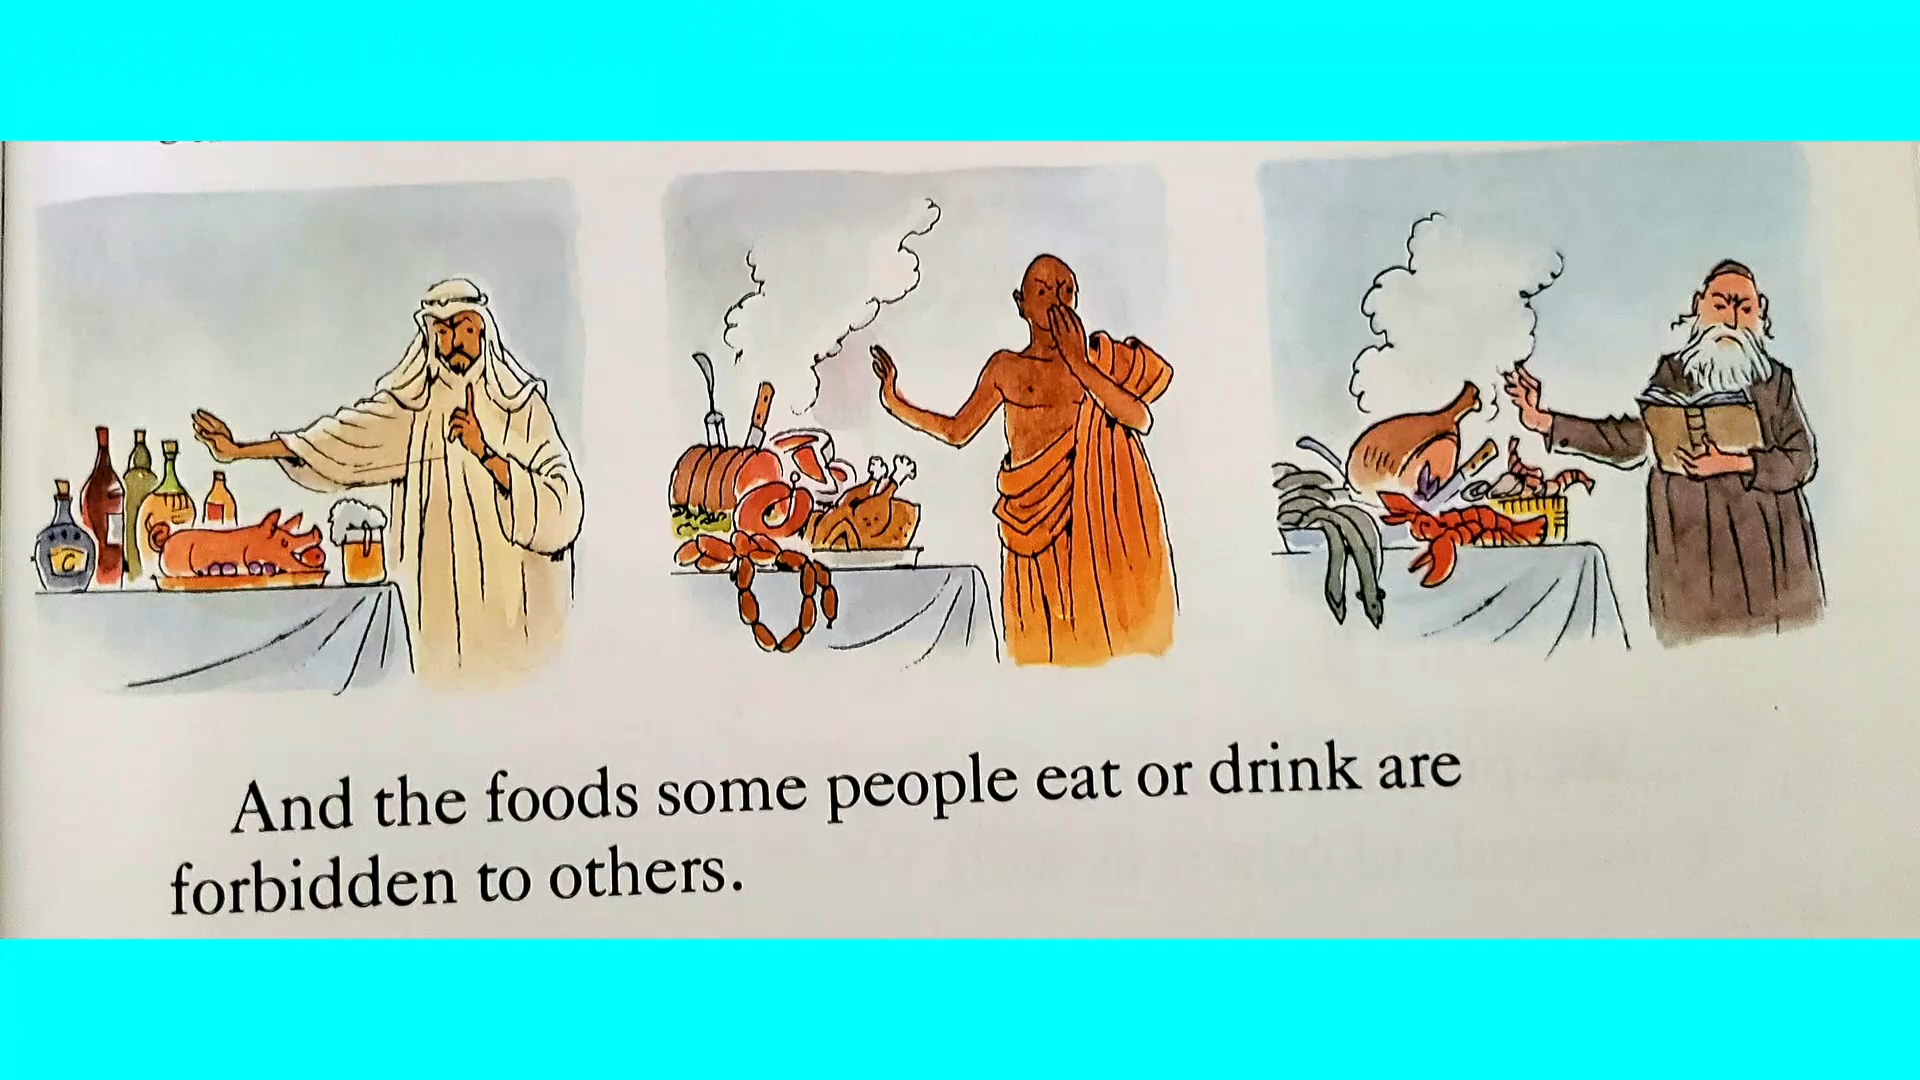 And the foods some people eat or drink are
forbidden to others.